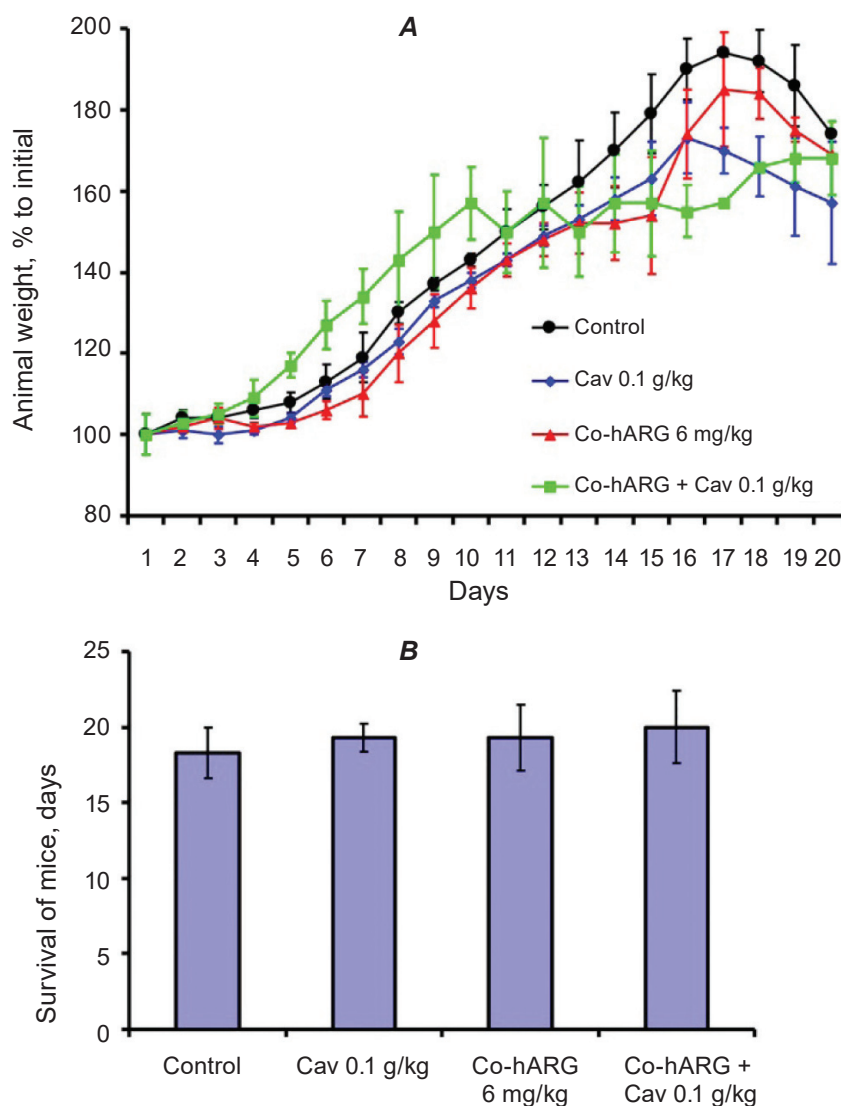 A
200
180
160
140
120
100
80
Animal weight, % to initial
Control
Cav 0.1 g/kg
Co-hARG 6 mg/kg
Co-hARG + Cav 0.1 g/kg
1 2 3 4 5 6 7 8 9 10 11 12 13 14 15 16 17 18 19 20
Days
B
25
20
15
10
5
0
Survival of mice, days
Control
Cav 0.1 g/kg
Co-hARG
6 mg/kg
Co-hARG +
Cav 0.1 g/kg